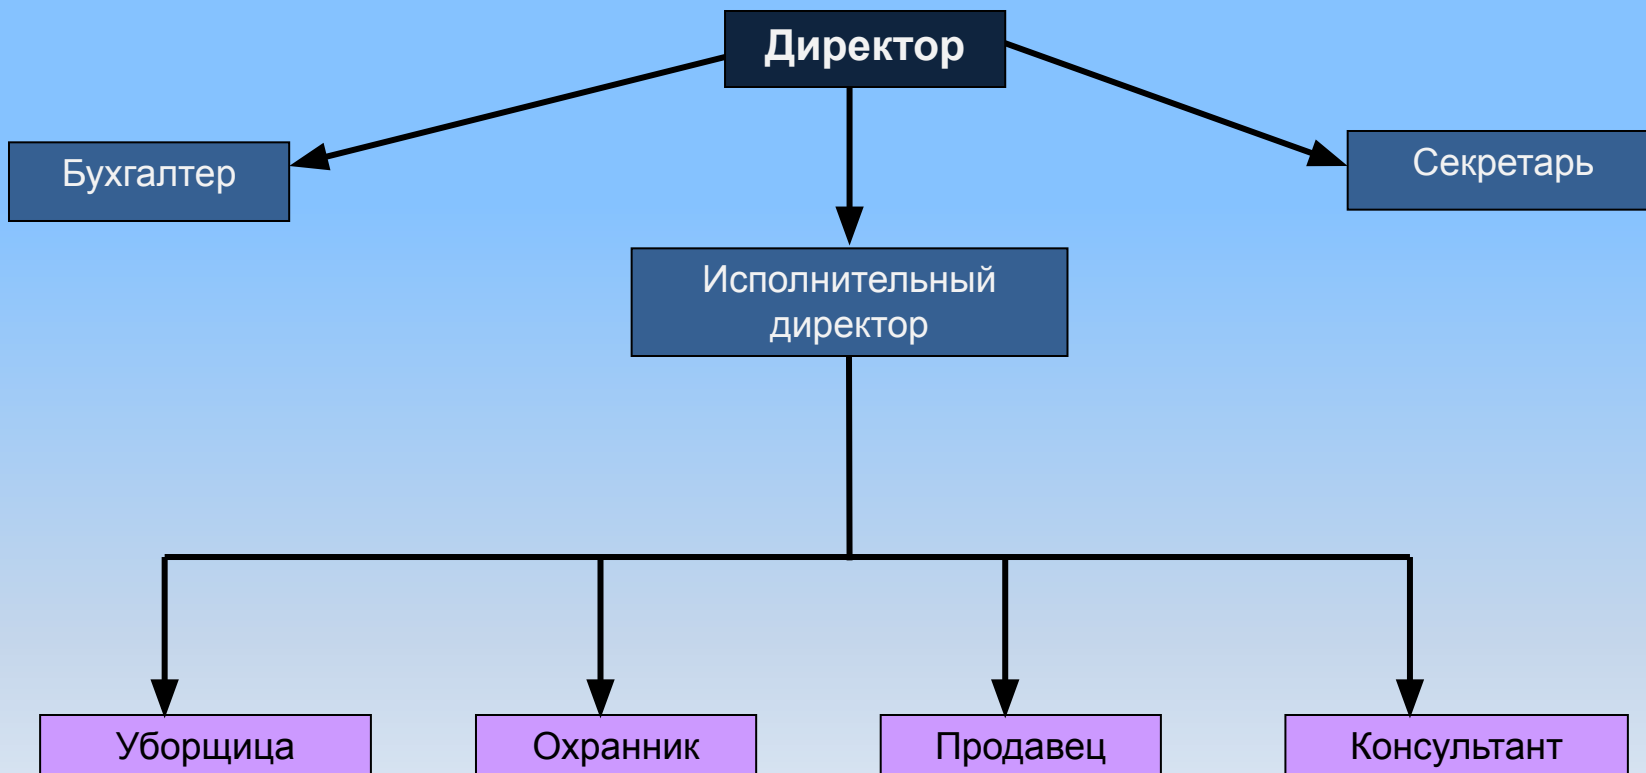 Директор
Бухгалтер
Секретарь
Исполнительный
директор
Уборщица
Охранник
Продавец
Консультант